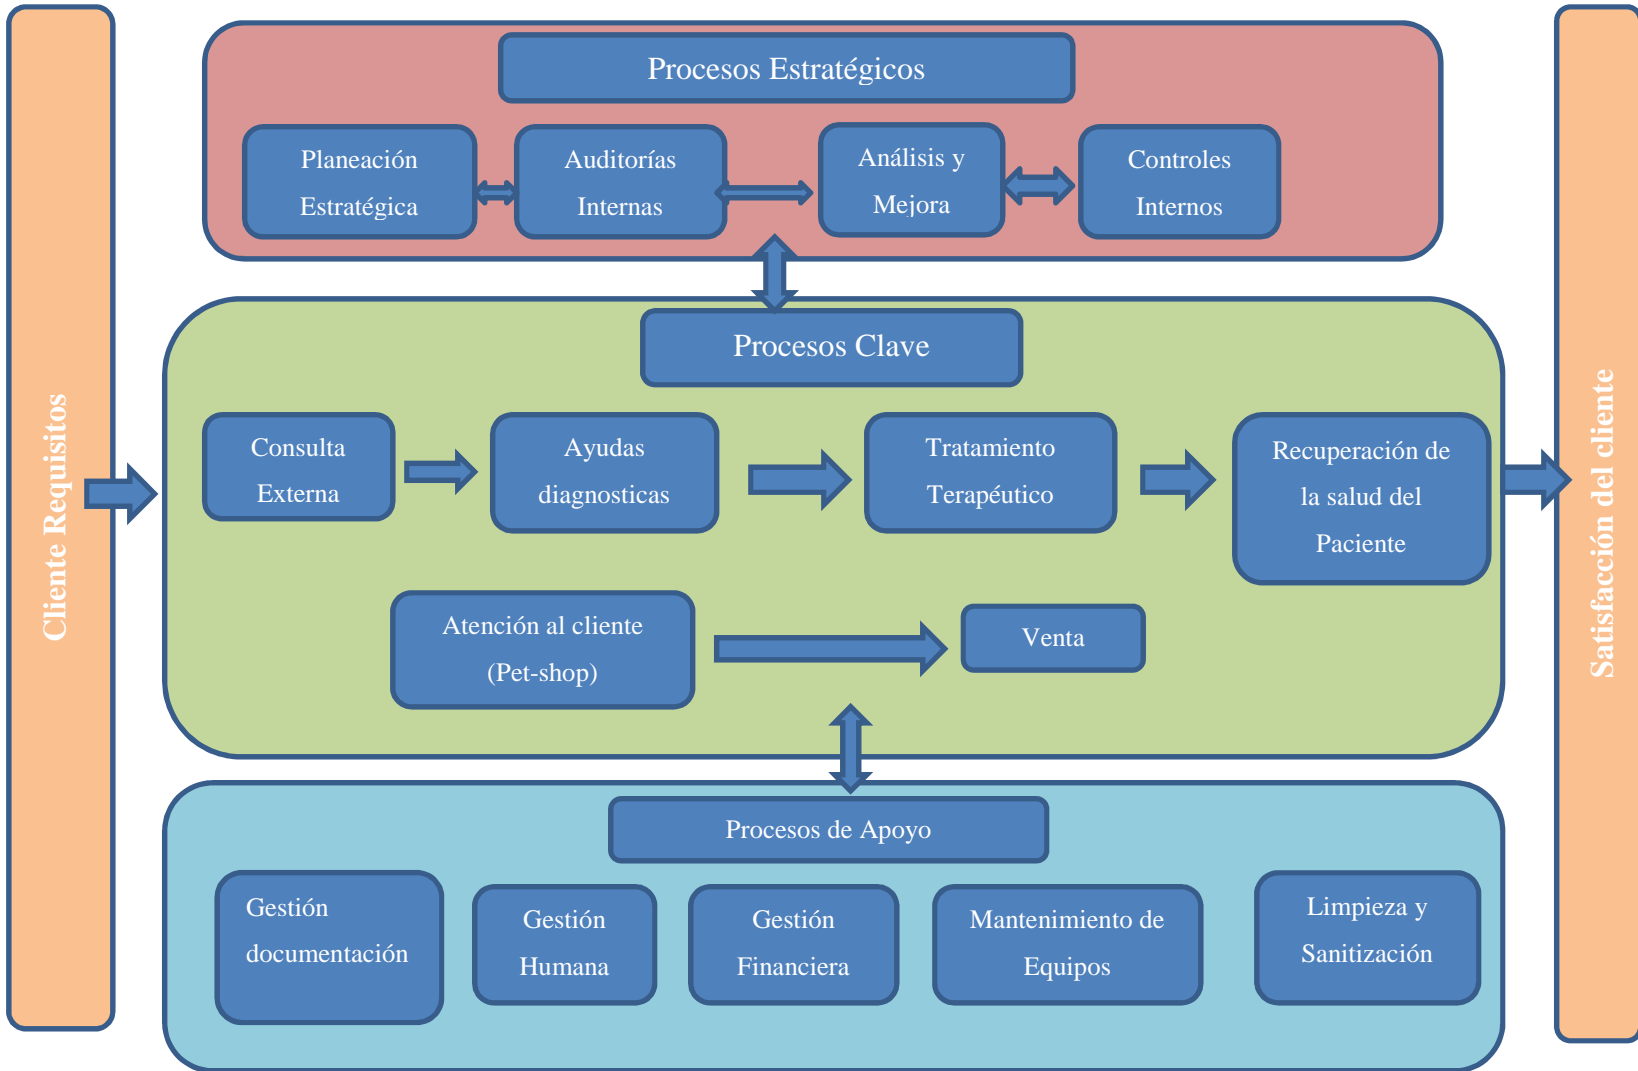 Cliente Requisitos
Procesos Estratégicos
Planeación
Estratégica
Auditorías
Internas
Análisis y
Mejora
Controles
Internos
Procesos Clave
Consulta
Externa
Ayudas
diagnosticas
Tratamiento
Terapéutico
Recuperación de
la salud del
Paciente
Atención al cliente
(Pet-shop)
Venta
Procesos de Apoyo
Gestión
documentación
Gestión
Humana
Gestión
Financiera
Mantenimiento de
Equipos
Limpieza y
Sanitización
Satisfacción del cliente